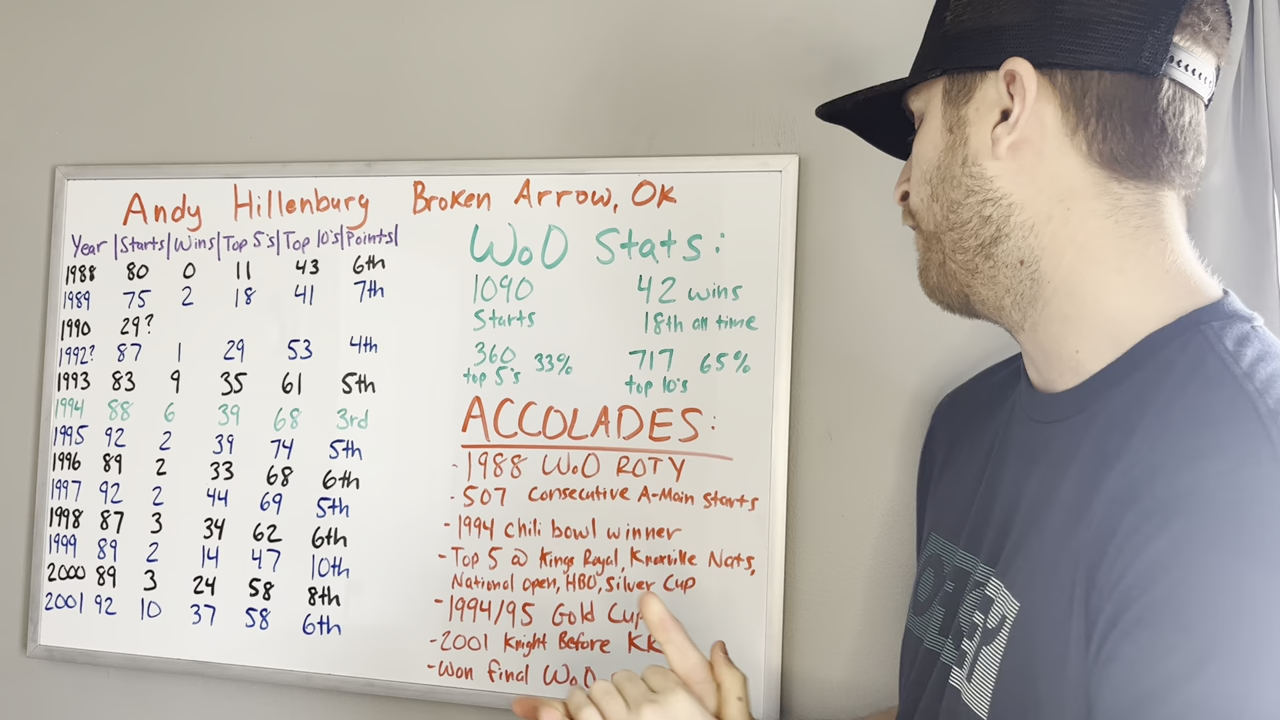 Andy Hillenburg Broken Arrow, OK
Year | Starts | Wins | Top 5's | Top 10's | Points |
1988 80 0 11 43 6th
1989 75 2 18 41 7th
1990 29?
1992? 87 1 29 53 4th
1993 83 9 35 61 5th
1994 88 6 39 68 3rd
1995 92 2 39 74 5th
1996 89 2 33 68 6th
1997 92 2 44 69 5th
1998 87 3 34 62 6th
1999 89 2 14 47 10th
2000 89 3 24 58 8th
2001 92 10 37 58 6th
WoO Stats:
1090 42 wins
Starts 18th all time
360 33% 717 65%
top 5's top 10's
ACCOLADES:
- 1988 WoO ROTY
- 507 Consecutive A-Main starts
- 1994 chili bowl winner
- Top 5 @ Kings Royal, Knoxville Nats,
National open, HBO, Silver Cup
- 1994/95 Gold Cup
- 2001 Knight Before
- Won final WoO